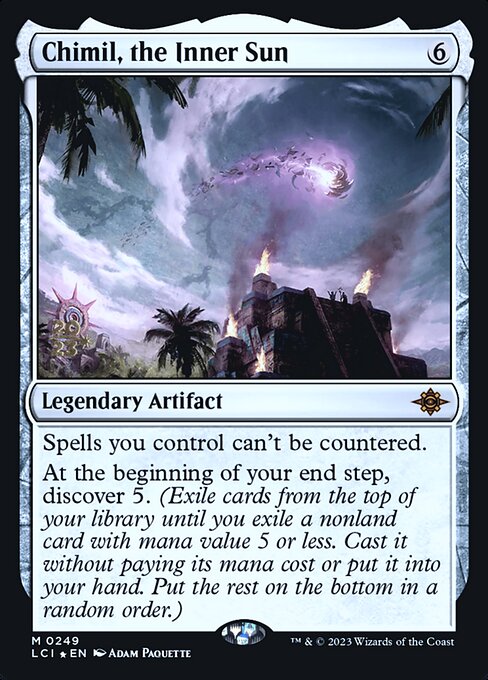 Chimil, the Inner Sun 6
2023
Legendary Artifact
Spells you control can't be countered.
At the beginning of your end step,
discover 5. (Exile cards from the top of
your library until you exile a nonland
card with mana value 5 or less. Cast it
without paying its mana cost or put it into
your hand. Put the rest on the bottom in a
random order.)
M 0249
LCI ★ EN Adam Paquette
™ & © 2023 Wizards of the Coast